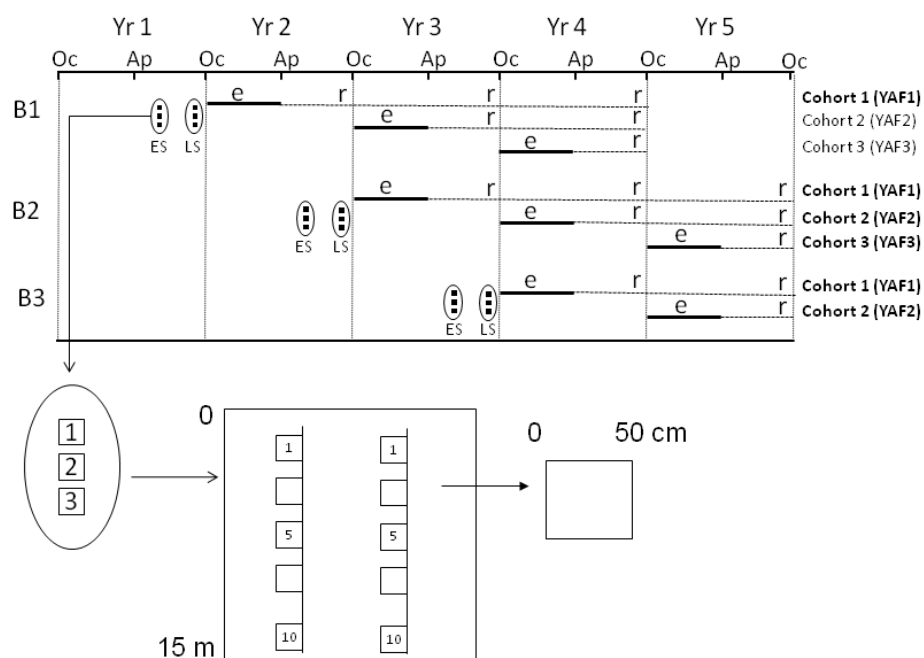 Yr 1 Yr 2 Yr 3 Yr 4 Yr 5
Oc Ap Oc Ap Oc Ap Oc Ap Oc Ap Oc
B1 e r r r Cohort 1 (YAF1)
e r r Cohort 2 (YAF2)
e r Cohort 3 (YAF3)
ES LS
B2 e r r r Cohort 1 (YAF1)
e r r Cohort 2 (YAF2)
e r Cohort 3 (YAF3)
ES LS
B3 e r r Cohort 1 (YAF1)
e r Cohort 2 (YAF2)
ES LS
1
2
3
0
1 1
5 5
10 10
15 m
0 50 cm